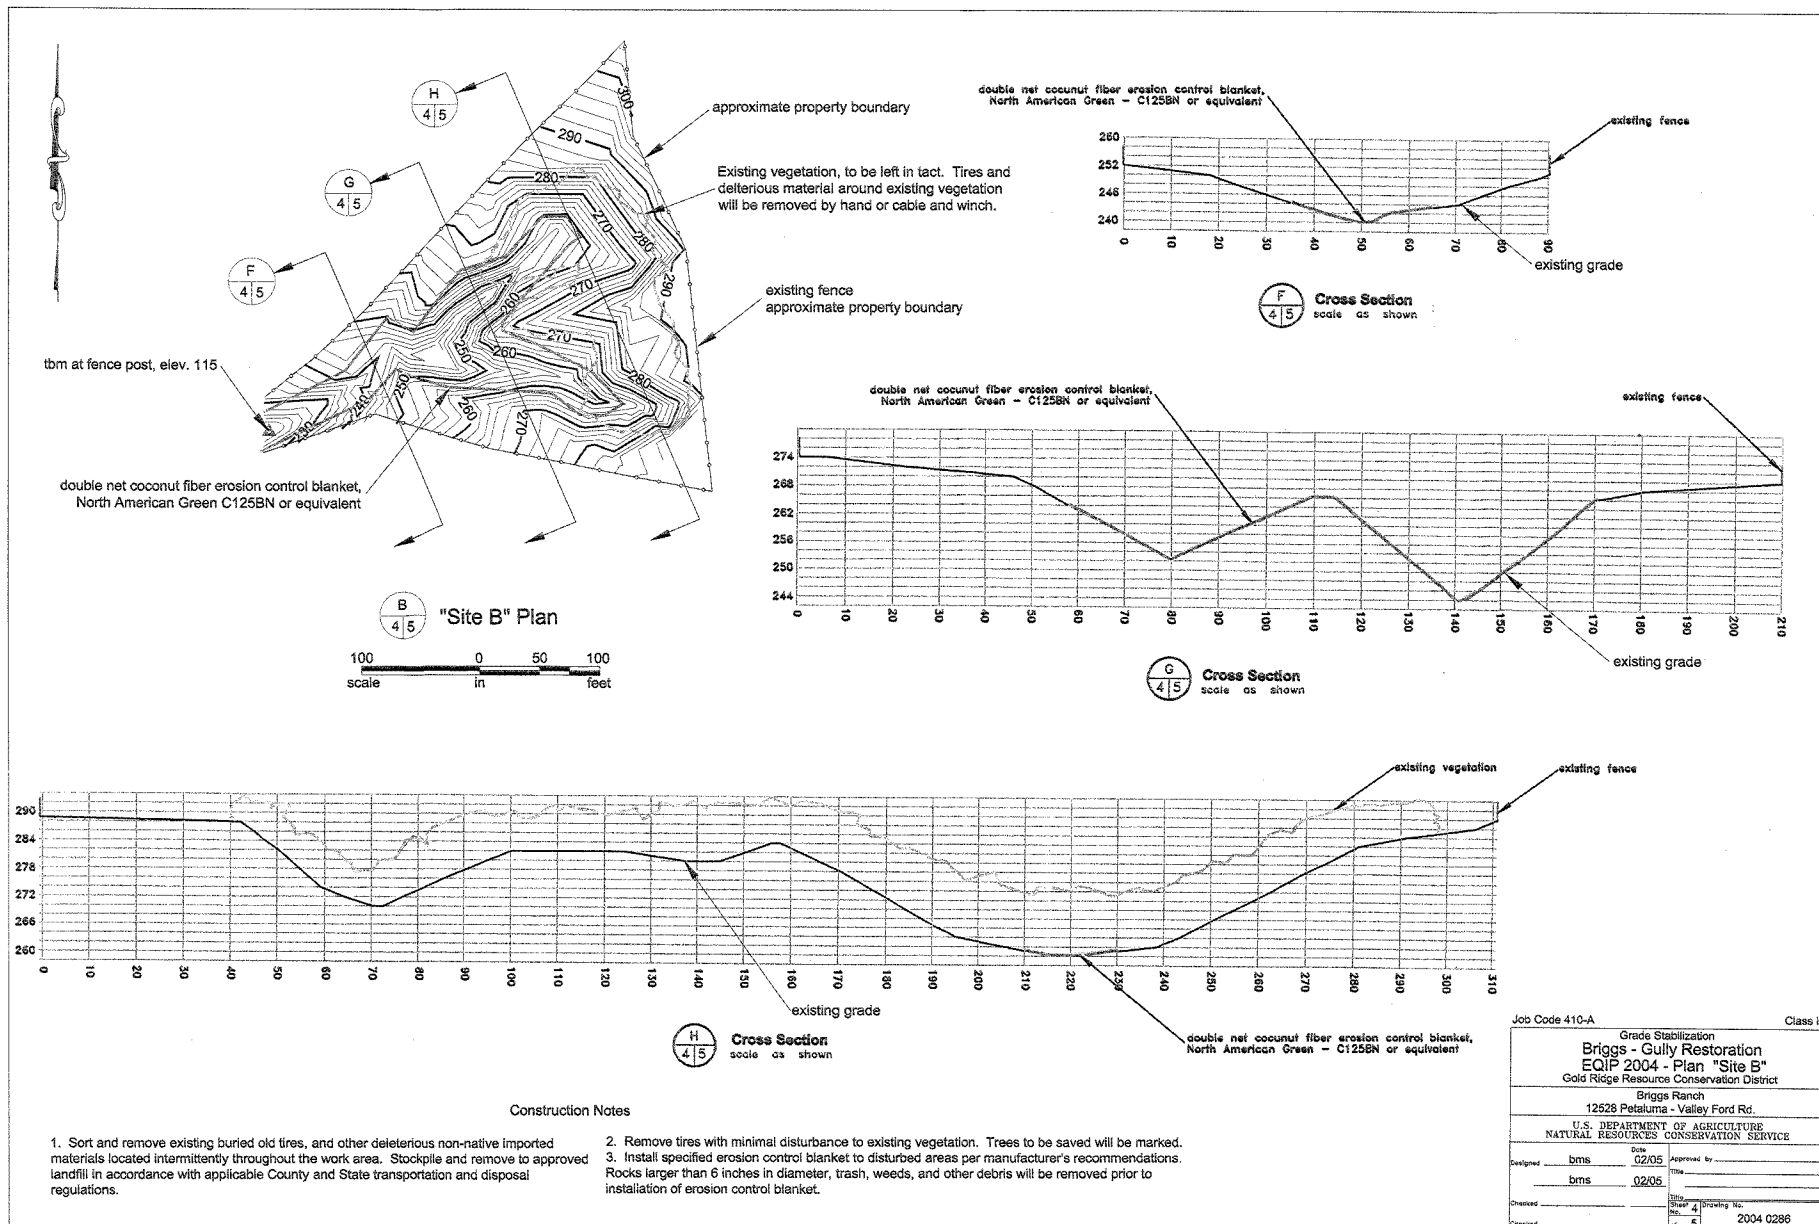 H
4 5
G
4 5
F
4 5
300
290
280
270
280
290
270
260
270
250
260
280
250
240
260
270
230
approximate property boundary
Existing vegetation, to be left in tact. Tires and
delterious material around existing vegetation
will be removed by hand or cable and winch.
existing fence
approximate property boundary
tbm at fence post, elev. 115
double net coconut fiber erosion control blanket,
North American Green C125BN or equivalent
B
4 5
"Site B" Plan
100 0 50 100
scale in feet
double net cocunut fiber erosion control blanket,
North American Green - C125BN or equivalent
existing fence
260
252
246
240
0 10 20 30 40 50 60 70 80 90
existing grade
F
4 5
Cross Section
scale as shown
double net cocunut fiber erosion control blanket,
North American Green - C125BN or equivalent
existing fence
274
268
262
256
250
244
0 10 20 30 40 50 60 70 80 90 100 110 120 130 140 150 160 170 180 190 200 210
existing grade
G
4 5
Cross Section
scale as shown
existing vegetation
existing fence
290
284
278
272
266
260
0 10 20 30 40 50 60 70 80 90 100 110 120 130 140 150 160 170 180 190 200 210 220 230 240 250 260 270 280 290 300 310
existing grade
H
4 5
Cross Section
scale as shown
double net cocunut fiber erosion control blanket,
North American Green - C125BN or equivalent
Construction Notes
1. Sort and remove existing buried old tires, and other deleterious non-native imported
materials located intermittently throughout the work area. Stockpile and remove to approved
landfill in accordance with applicable County and State transportation and disposal
regulations.
2. Remove tires with minimal disturbance to existing vegetation. Trees to be saved will be marked.
3. Install specified erosion control blanket to disturbed areas per manufacturer's recommendations.
Rocks larger than 6 inches in diameter, trash, weeds, and other debris will be removed prior to
installation of erosion control blanket.
Job Code 410-A Class
Grade Stabilization
Briggs - Gully Restoration
EQIP 2004 - Plan "Site B"
Gold Ridge Resource Conservation District
Briggs Ranch
12528 Petaluma - Valley Ford Rd.
U.S. DEPARTMENT OF AGRICULTURE
NATURAL RESOURCES CONSERVATION SERVICE
Date
Designed bms 02/05 Approved by
Title
bms 02/05
Title
Checked
Sheet No. 4 Drawing No.
2004 0286
5
Checked